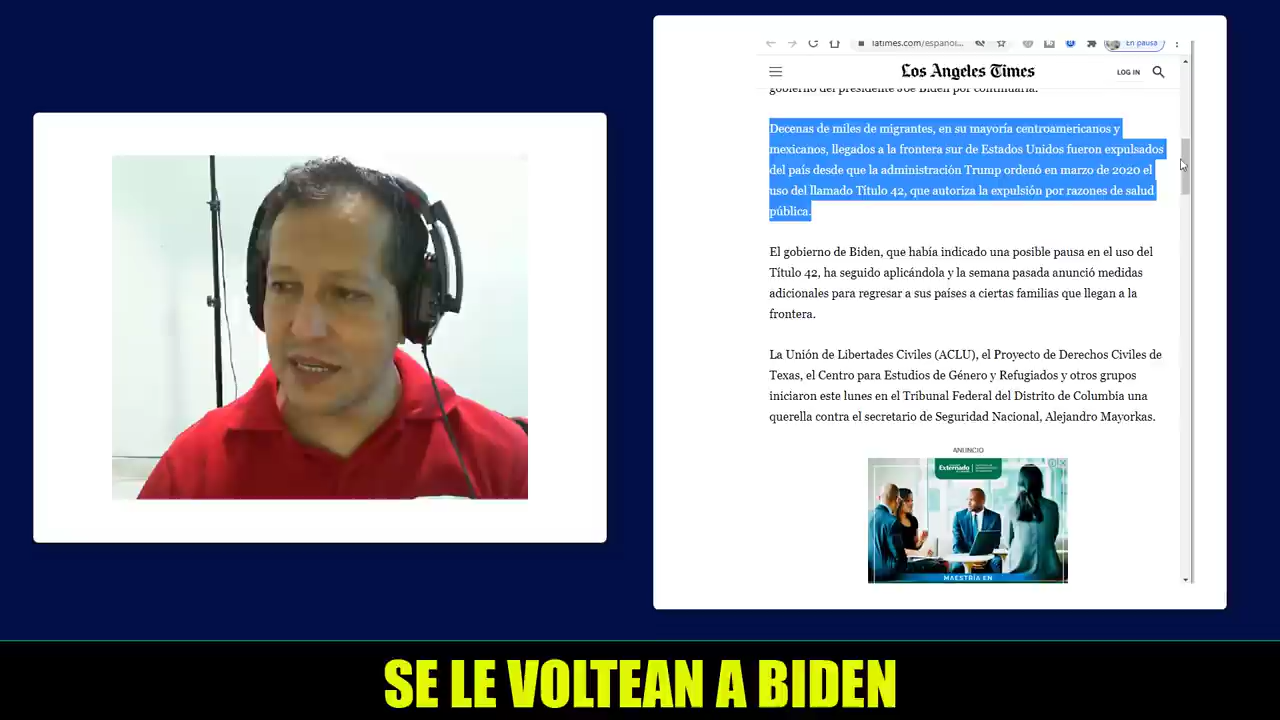 latimes.com/español...
En pausa
Los Angeles Times
LOG IN
gobierno del presidente Joe Biden por continuarla.
Decenas de miles de migrantes, en su mayoría centroamericanos y
mexicanos, llegados a la frontera sur de Estados Unidos fueron expulsados
del país desde que la administración Trump ordenó en marzo de 2020 el
uso del llamado Título 42, que autoriza la expulsión por razones de salud
pública.
El gobierno de Biden, que había indicado una posible pausa en el uso del
Título 42, ha seguido aplicándola y la semana pasada anunció medidas
adicionales para regresar a sus países a ciertas familias que llegan a la
frontera.
La Unión de Libertades Civiles (ACLU), el Proyecto de Derechos Civiles de
Texas, el Centro para Estudios de Género y Refugiados y otros grupos
iniciaron este lunes en el Tribunal Federal del Distrito de Columbia una
querella contra el secretario de Seguridad Nacional, Alejandro Mayorkas.
ANUNCIO
Externado
MAESTRÍA EN
SE LE VOLTEAN A BIDEN